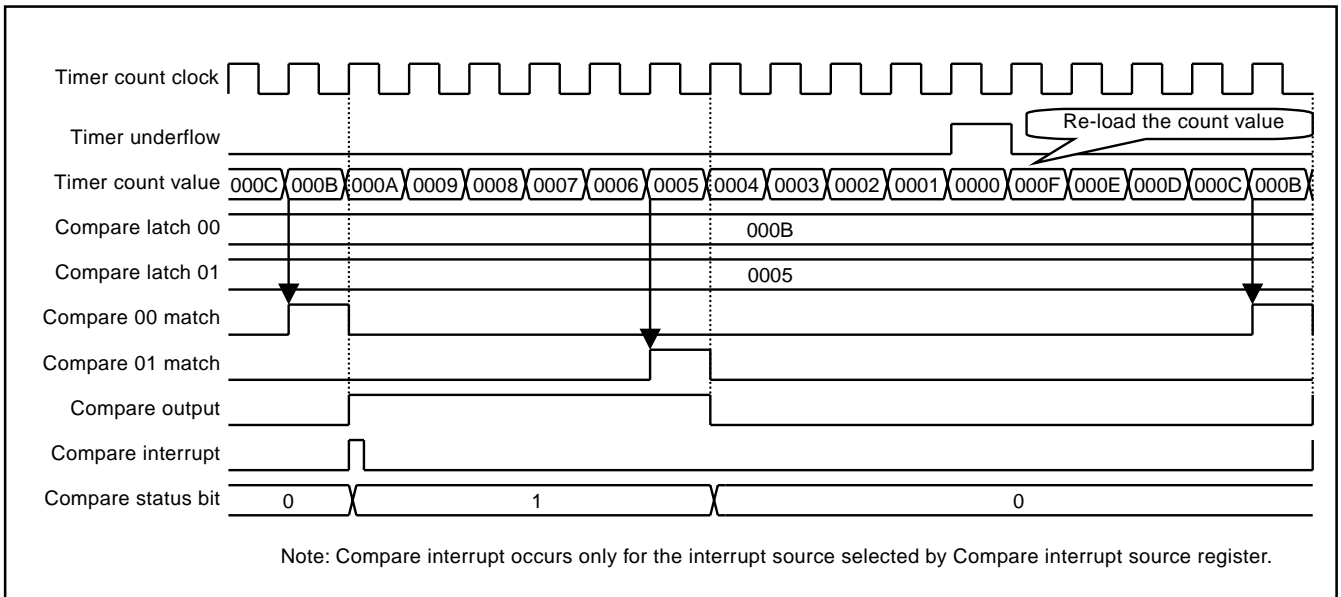 Timer count clock
Timer underflow
Re-load the count value
Timer count value 000C 000B 000A 0009 0008 0007 0006 0005 0004 0003 0002 0001 0000 000F 000E 000D 000C 000B
Compare latch 00 000B
Compare latch 01 0005
Compare 00 match
Compare 01 match
Compare output
Compare interrupt
Compare status bit 0 1 0
Note: Compare interrupt occurs only for the interrupt source selected by Compare interrupt source register.